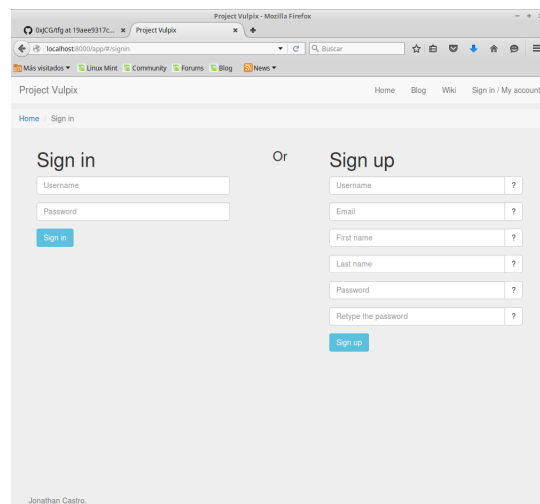 Project Vulpix - Mozilla Firefox
0xJCG/tfg at 19aee9317c...
Project Vulpix
localhost:8000/app/#/signin
Buscar
Más visitados
Linux Mint
Community
Forums
Blog
News
Project Vulpix
Home
Blog
Wiki
Sign in / My account
Home / Sign in
Sign in
Username
Password
Sign in
Or
Sign up
Username ?
Email ?
First name ?
Last name ?
Password ?
Retype the password ?
Sign up
Jonathan Castro.